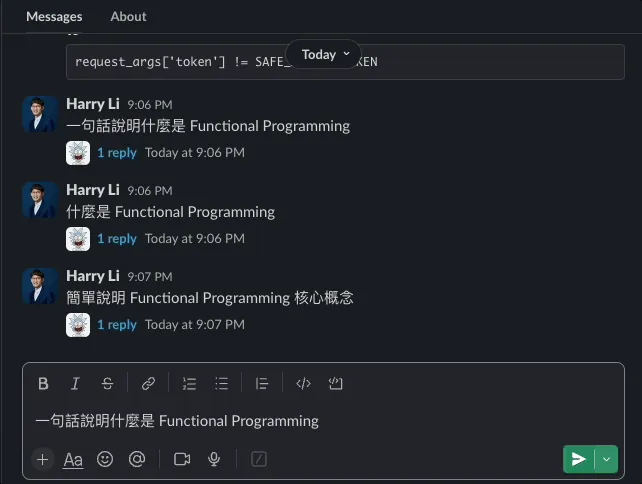 Messages About
Today
request_args['token'] != SAFE_
Harry Li 9:06 PM
一句話說明什麼是 Functional Programming
1 reply Today at 9:06 PM
Harry Li 9:06 PM
什麼是 Functional Programming
1 reply Today at 9:06 PM
Harry Li 9:07 PM
簡單說明 Functional Programming 核心概念
1 reply Today at 9:07 PM
B I S
一句話說明什麼是 Functional Programming
Aa